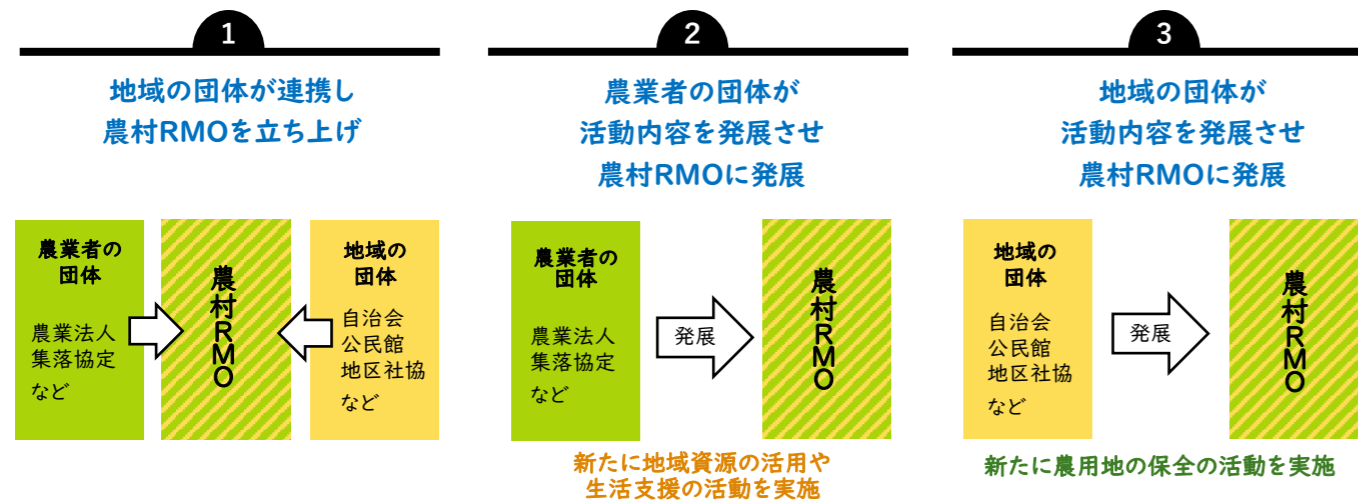 1
地域の団体が連携し
農村RMOを立ち上げ
農業者の
団体
農業法人
集落協定
など
農村RMO
地域の
団体
自治会
公民館
地区社協
など
2
農業者の団体が
活動内容を発展させ
農村RMOに発展
農業者の
団体
農業法人
集落協定
など
発展
農村RMO
新たに地域資源の活用や
生活支援の活動を実施
3
地域の団体が
活動内容を発展させ
農村RMOに発展
地域の
団体
自治会
公民館
地区社協
など
発展
農村RMO
新たに農用地の保全の活動を実施